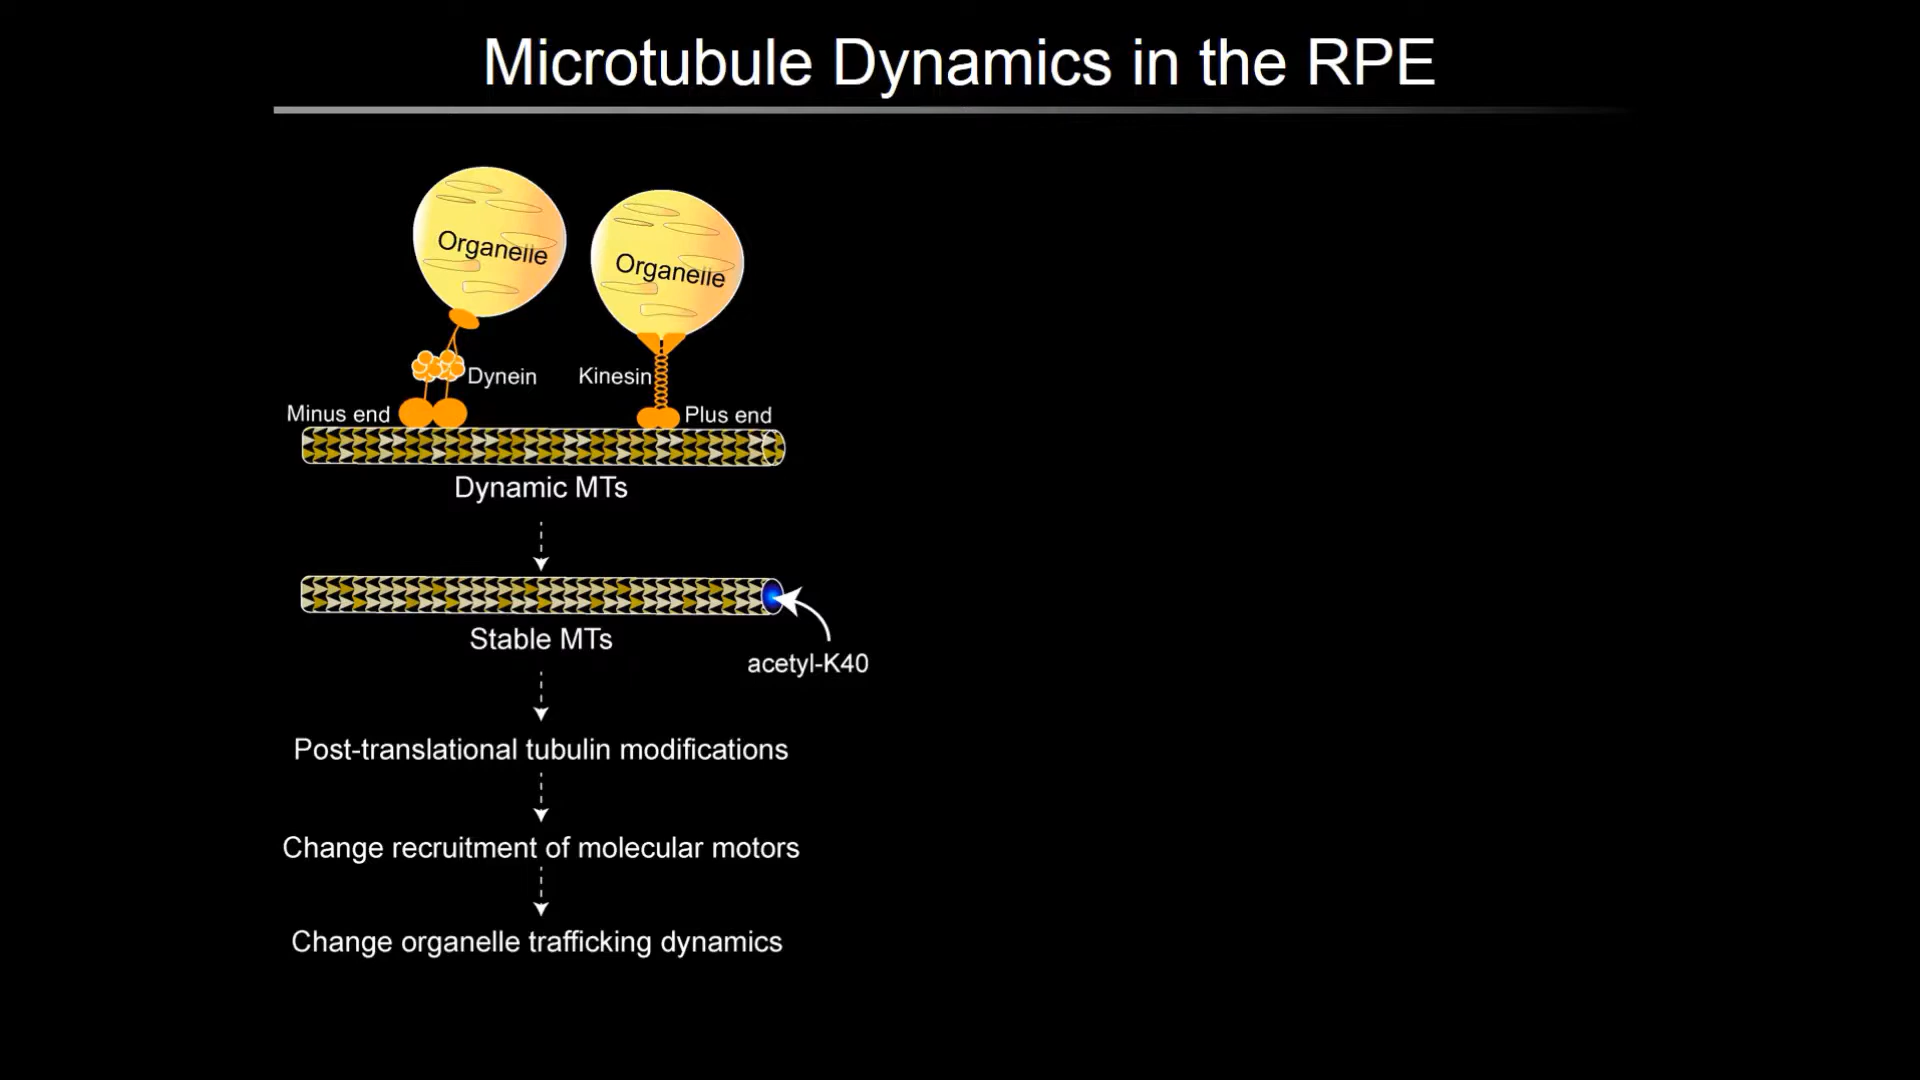 Microtubule Dynamics in the RPE
Organelle
Organelle
Dynein
Kinesin
Minus end
Plus end
Dynamic MTs
Stable MTs
acetyl-K40
Post-translational tubulin modifications
Change recruitment of molecular motors
Change organelle trafficking dynamics